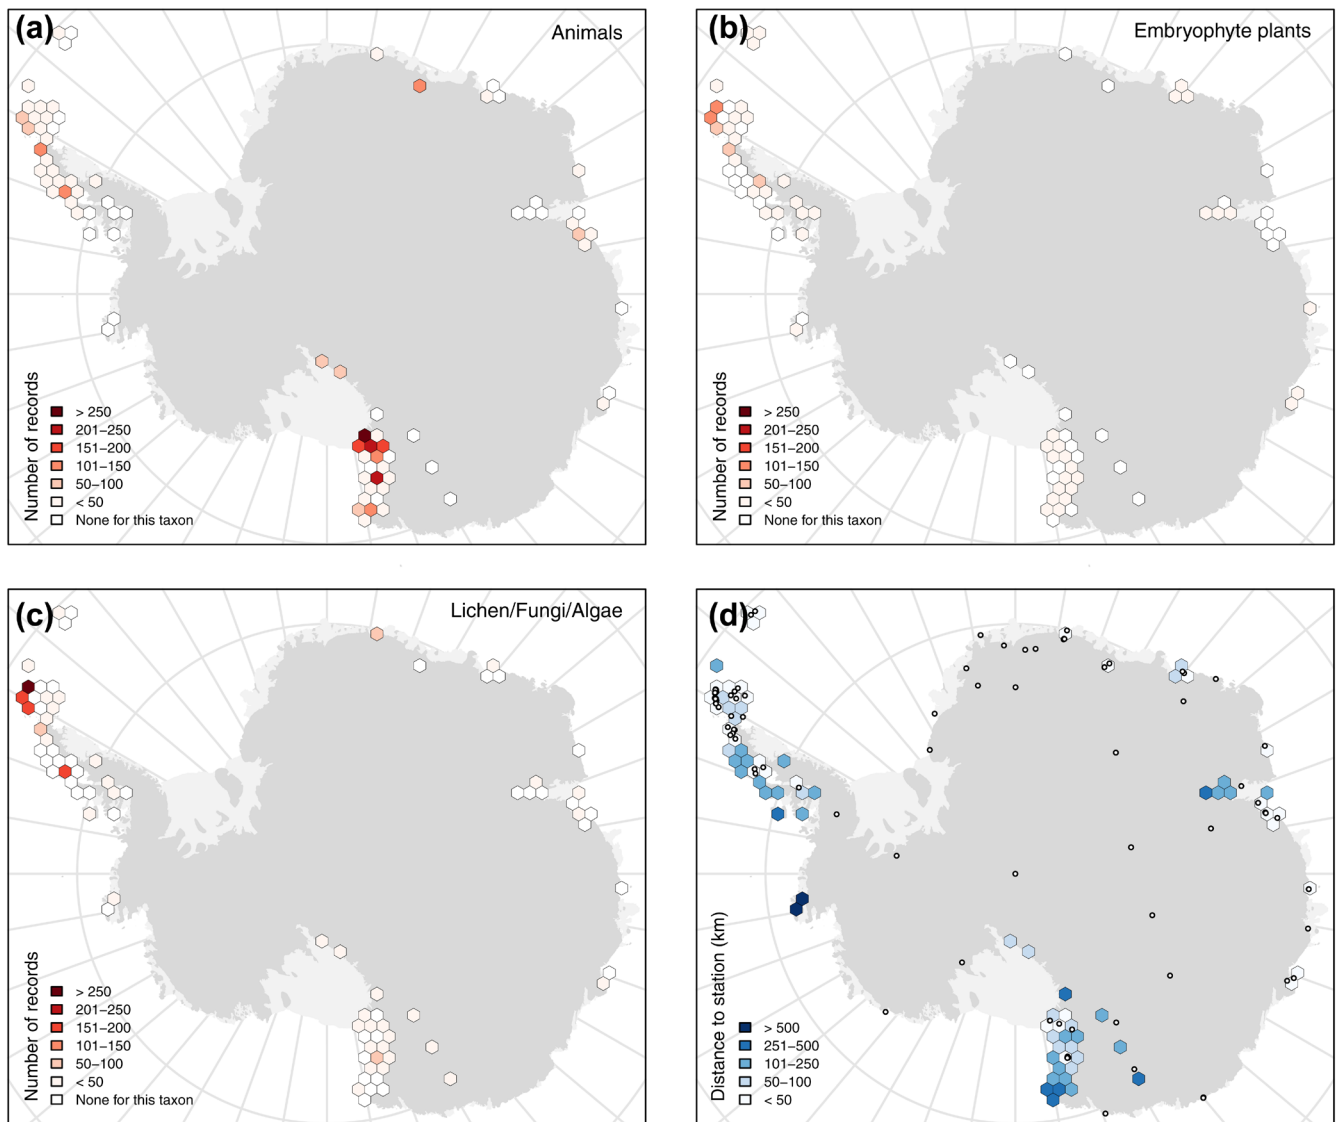 (a)
Animals
Number of records
> 250
201–250
151–200
101–150
50–100
< 50
None for this taxon
(b)
Embryophyte plants
Number of records
> 250
201–250
151–200
101–150
50–100
< 50
None for this taxon
(c)
Lichen/Fungi/Algae
Number of records
> 250
201–250
151–200
101–150
50–100
< 50
None for this taxon
(d)
Distance to station (km)
> 500
251–500
101–250
50–100
< 50